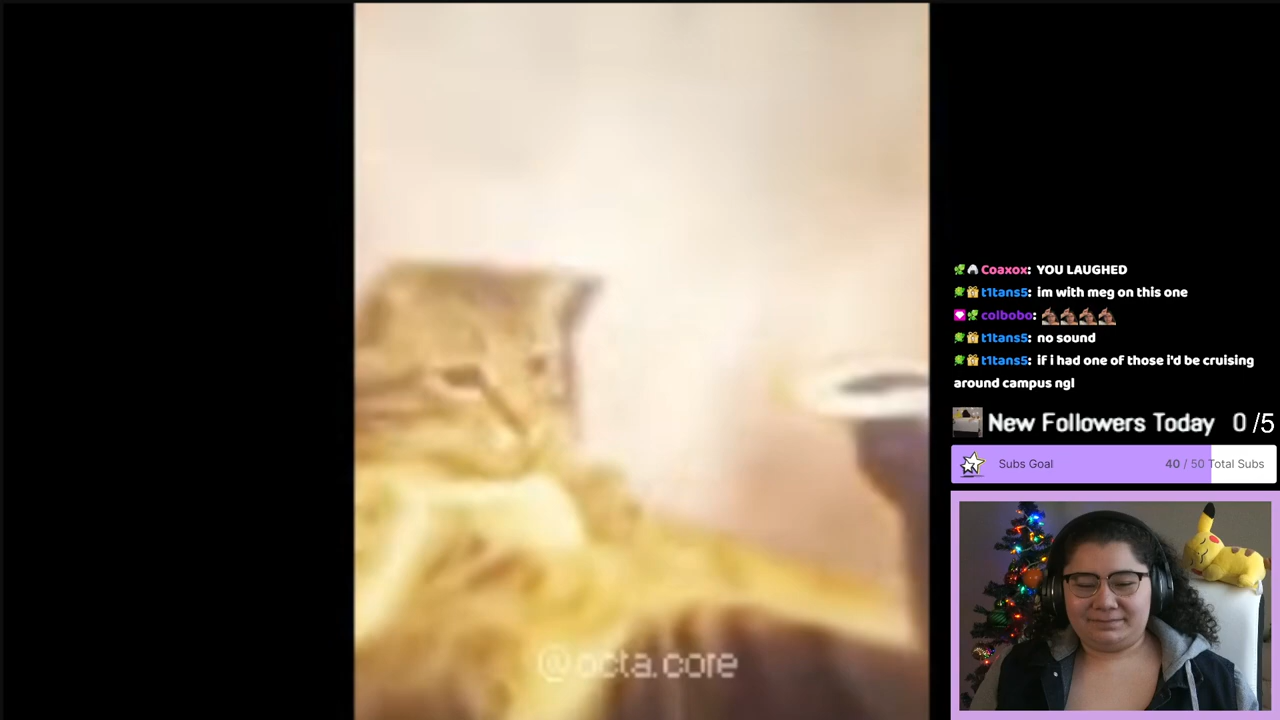 Coaxox: YOU LAUGHED
t1tans5: im with meg on this one
colbobo:
t1tans5: no sound
t1tans5: if i had one of those i'd be cruising
around campus ngl
New Followers Today 0 /5
Subs Goal 40 / 50 Total Subs
@octa.core